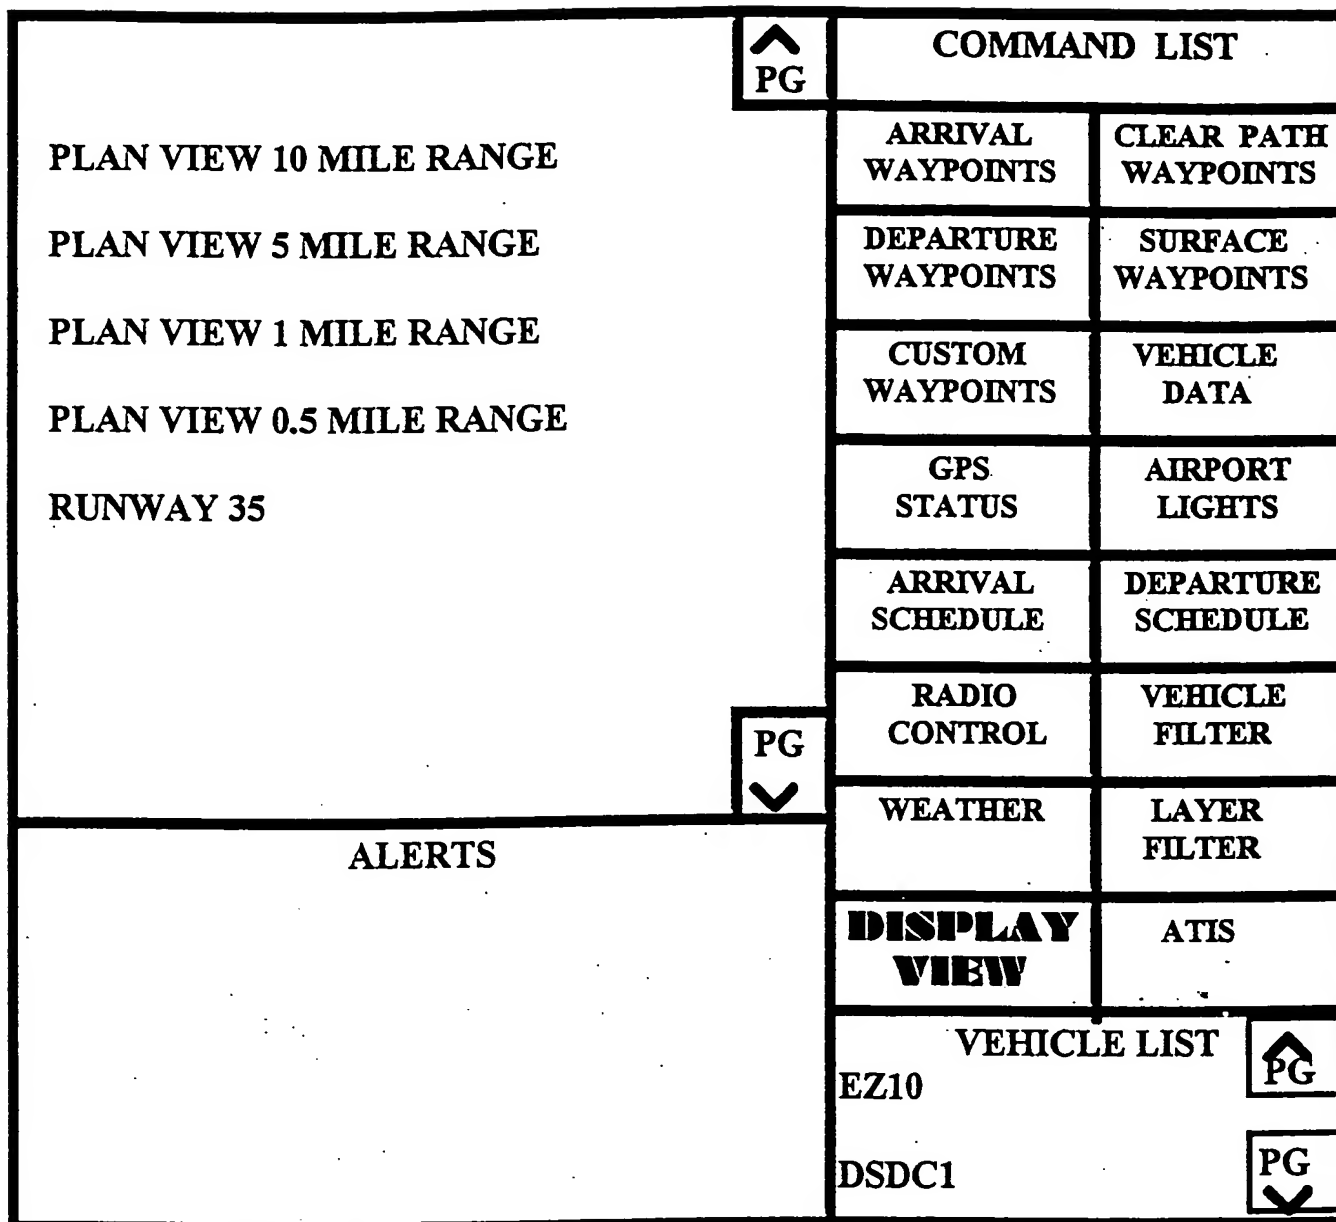 PG
PLAN VIEW 10 MILE RANGE
PLAN VIEW 5 MILE RANGE
PLAN VIEW 1 MILE RANGE
PLAN VIEW 0.5 MILE RANGE
RUNWAY 35
PG
ALERTS
COMMAND LIST
ARRIVAL
WAYPOINTS
CLEAR PATH
WAYPOINTS
DEPARTURE
WAYPOINTS
SURFACE
WAYPOINTS
CUSTOM
WAYPOINTS
VEHICLE
DATA
GPS
STATUS
AIRPORT
LIGHTS
ARRIVAL
SCHEDULE
DEPARTURE
SCHEDULE
RADIO
CONTROL
VEHICLE
FILTER
WEATHER
LAYER
FILTER
DISPLAY
VIEW
ATIS
VEHICLE LIST
PG
EZ10
DSDC1
PG